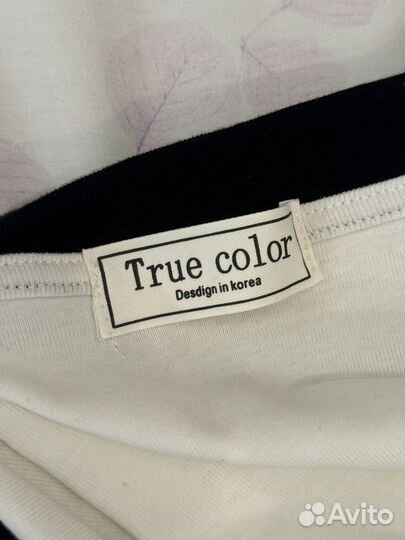 True color
Desdign in korea
Avito